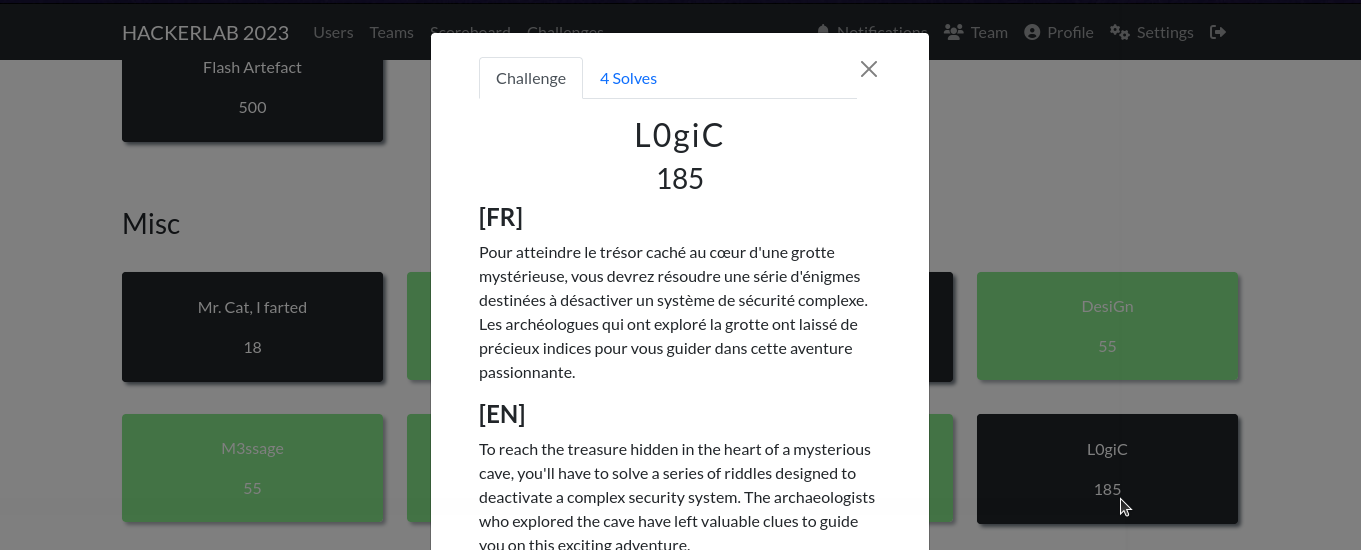 HACKERLAB 2023 Users Teams Scoreboard Challenges Notifications Team Profile Settings
Flash Artefact
500
Challenge 4 Solves
L0giC
185
[FR]
Pour atteindre le trésor caché au cœur d'une grotte
mystérieuse, vous devrez résoudre une série d'énigmes
destinées à désactiver un système de sécurité complexe.
Les archéologues qui ont exploré la grotte ont laissé de
précieux indices pour vous guider dans cette aventure
passionnante.
[EN]
To reach the treasure hidden in the heart of a mysterious
cave, you'll have to solve a series of riddles designed to
deactivate a complex security system. The archaeologists
who explored the cave have left valuable clues to guide
you on this exciting adventure.
Misc
Mr. Cat, I farted
18
DesiGn
55
M3ssage
55
L0giC
185